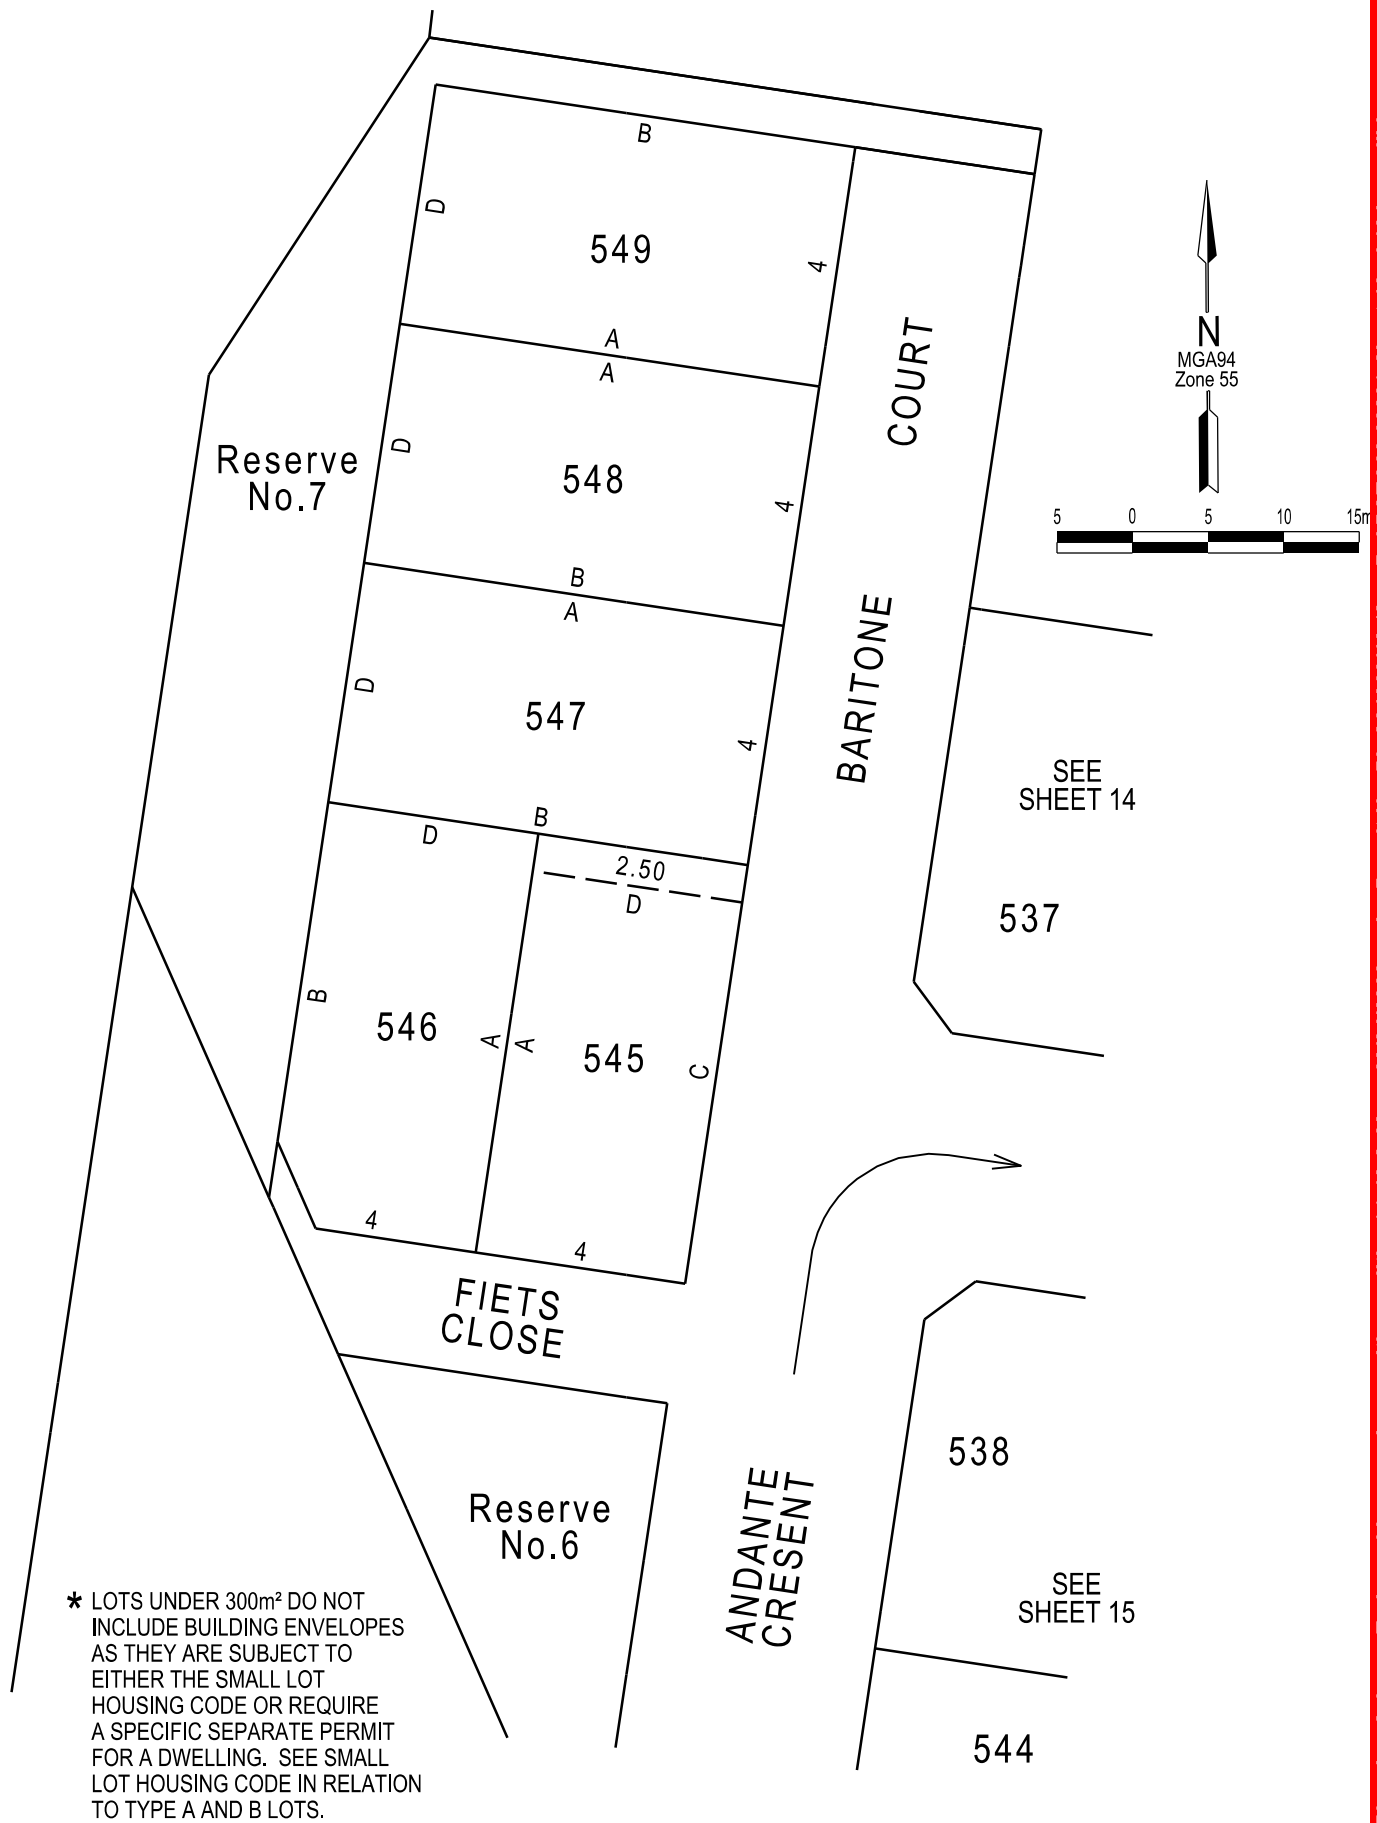 B
D
549
4
A
A
COURT
N
MGA94
Zone 55
D
Reserve
No.7
548
4
5 0 5 10 15m
B
A
BARITONE
D
547
4
SEE
SHEET 14
B
D
2.50
D
537
B
546
A
A
545
C
4
4
FIETS
CLOSE
538
ANDANTE
CRESENT
Reserve
No.6
SEE
SHEET 15
544
* LOTS UNDER 300m² DO NOT
INCLUDE BUILDING ENVELOPES
AS THEY ARE SUBJECT TO
EITHER THE SMALL LOT
HOUSING CODE OR REQUIRE
A SPECIFIC SEPARATE PERMIT
FOR A DWELLING. SEE SMALL
LOT HOUSING CODE IN RELATION
TO TYPE A AND B LOTS.